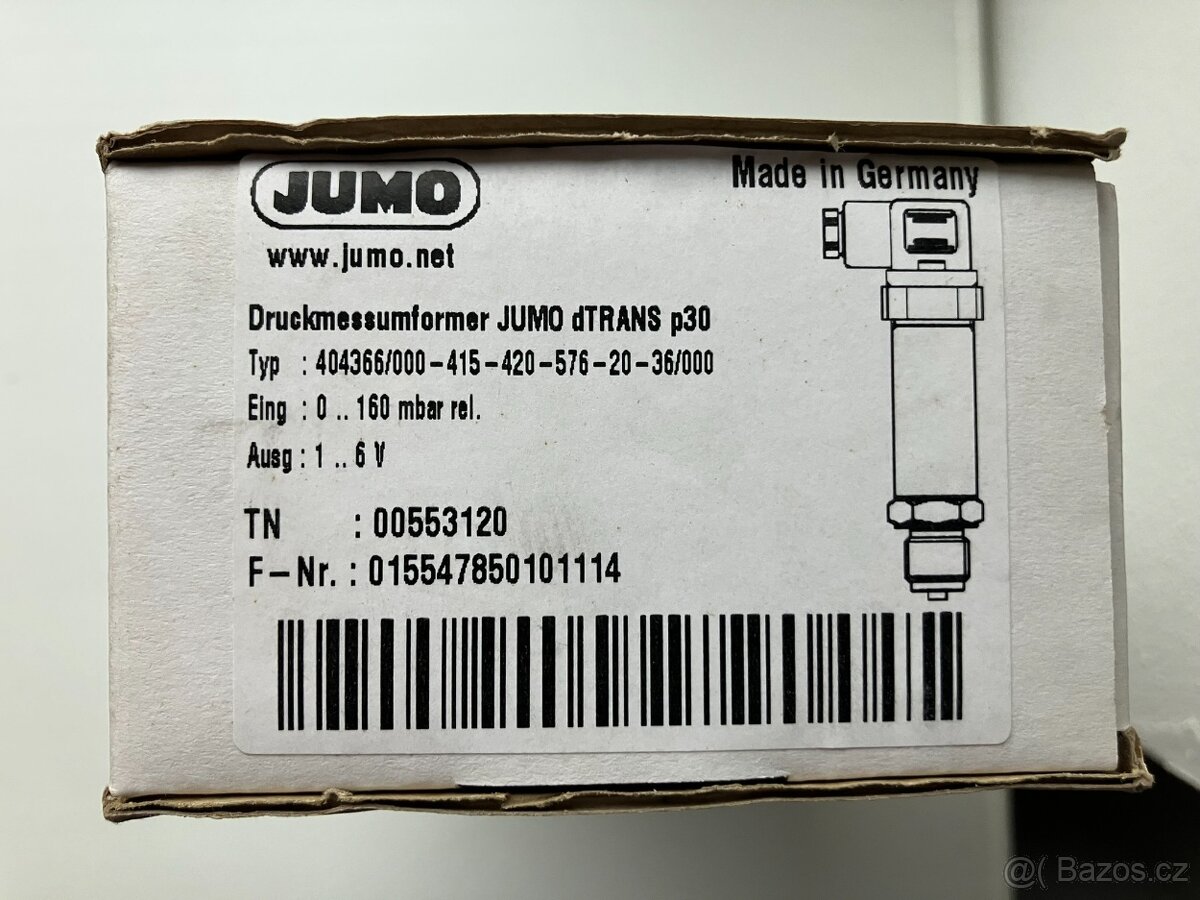 JUMO
Made in Germany
www.jumo.net
Druckmessumformer JUMO dTRANS p30
Typ : 404366/000-415-420-576-20-36/000
Eing : 0 .. 160 mbar rel.
Ausg : 1 .. 6 V
TN : 00553120
F-Nr. : 015547850101114
@( Bazos.cz